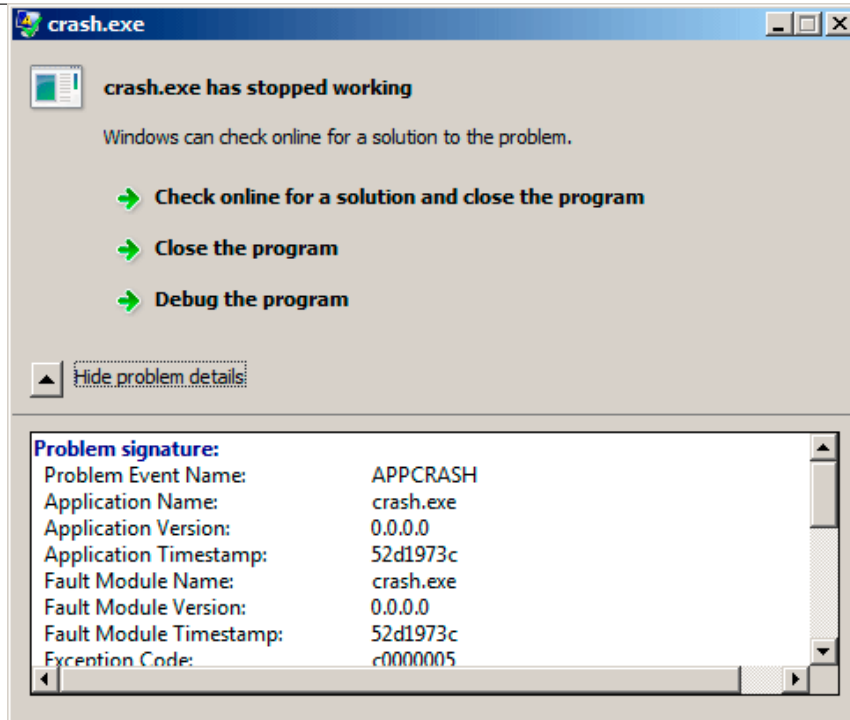 crash.exe
crash.exe has stopped working
Windows can check online for a solution to the problem.
Check online for a solution and close the program
Close the program
Debug the program
Hide problem details
Problem signature:
Problem Event Name: APPCRASH
Application Name: crash.exe
Application Version: 0.0.0.0
Application Timestamp: 52d1973c
Fault Module Name: crash.exe
Fault Module Version: 0.0.0.0
Fault Module Timestamp: 52d1973c
Exception Code: c0000005